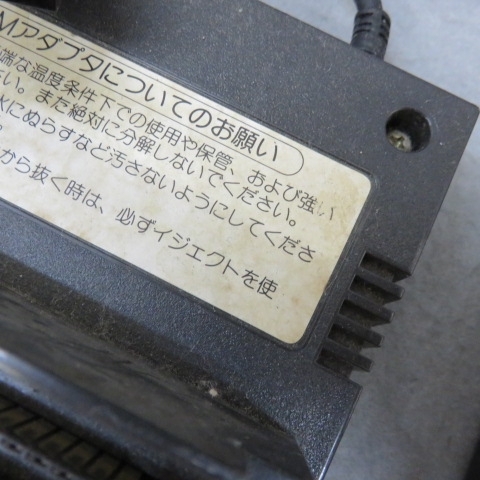 Mアダプタについてのお願い
端な温度条件下での使用や保管、および強い
さい。また絶対に分解しないでください。
水にぬらすなど汚さないようにしてくださ
。
から抜く時は、必ずイジェクトを使